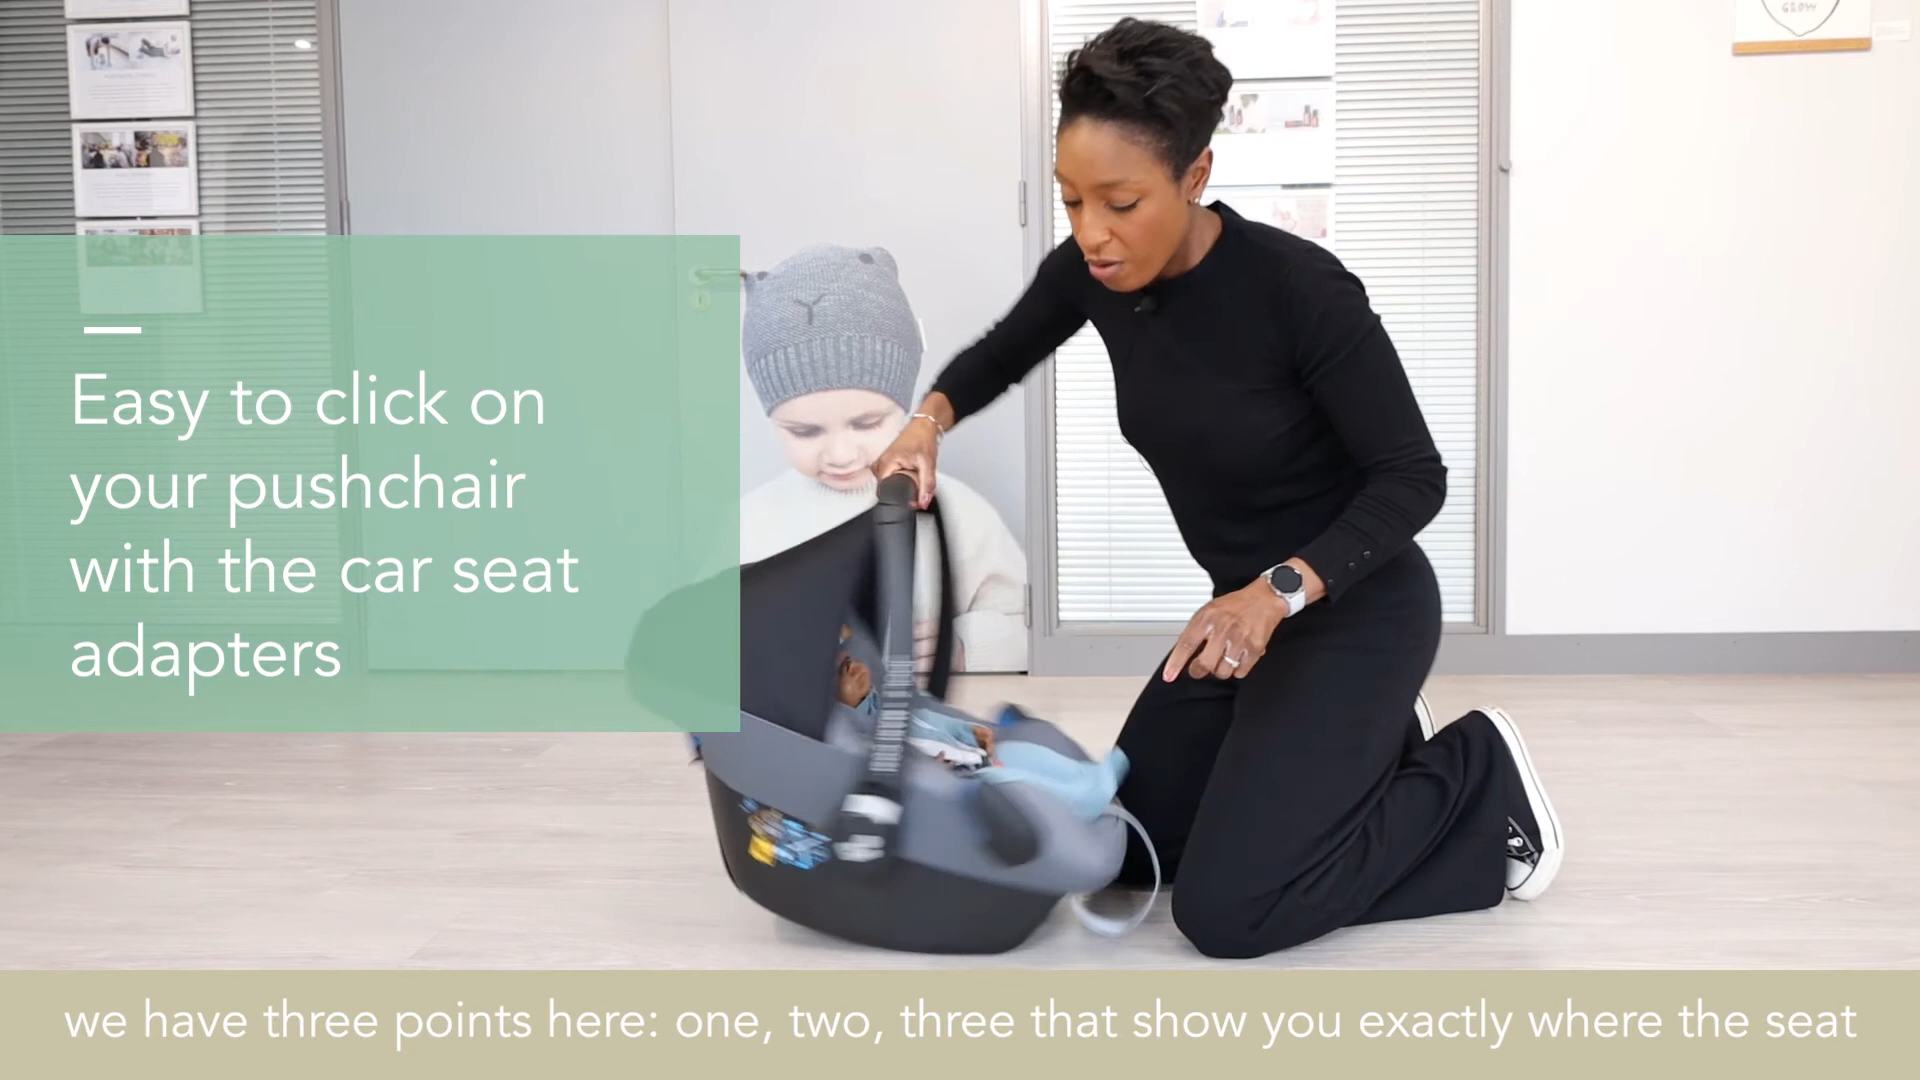 GROW
Easy to click on
your pushchair
with the car seat
adapters
we have three points here: one, two, three that show you exactly where the seat